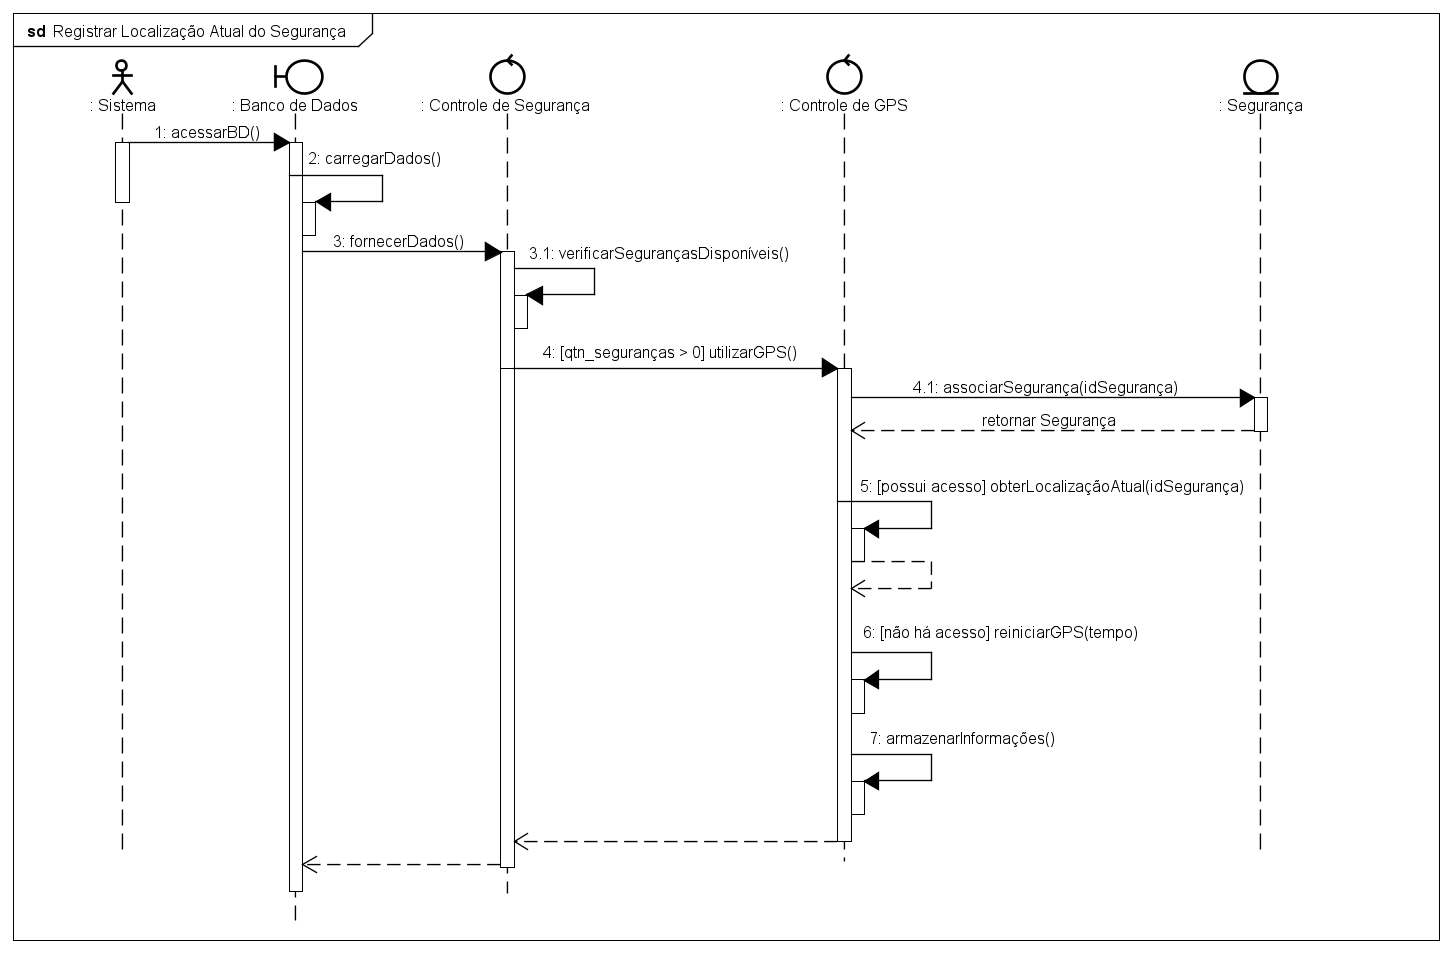 sd Registrar Localização Atual do Segurança
: Sistema
: Banco de Dados
: Controle de Segurança
: Controle de GPS
: Segurança
1: acessarBD()
2: carregarDados()
3: fornecerDados()
3.1: verificarSegurançasDisponíveis()
4: [qtn_seguranças > 0] utilizarGPS()
4.1: associarSegurança(idSegurança)
retornar Segurança
5: [possui acesso] obterLocalizaçãoAtual(idSegurança)
6: [não há acesso] reiniciarGPS(tempo)
7: armazenarInformações()